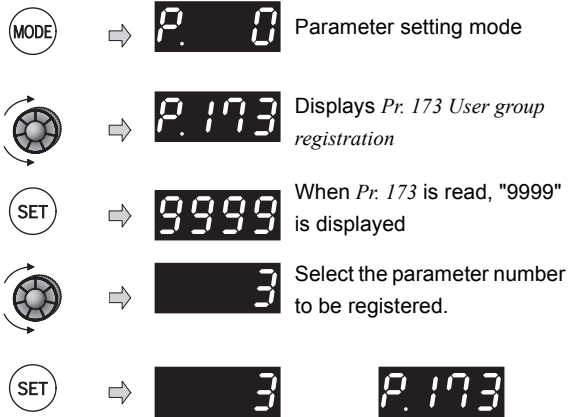 MODE P. 0 Parameter setting mode
P.173 Displays Pr. 173 User group
registration
SET 9999 When Pr. 173 is read, "9999"
is displayed
3 Select the parameter number
to be registered.
SET 3 P.173